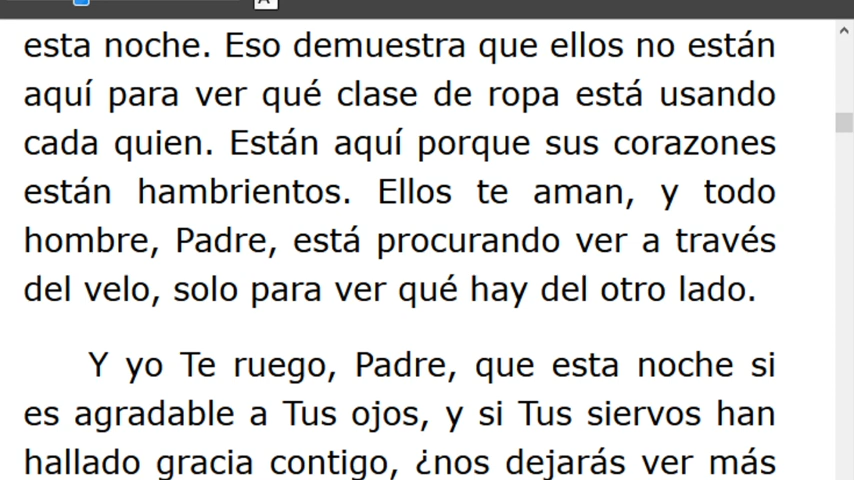 esta noche. Eso demuestra que ellos no están
aquí para ver qué clase de ropa está usando
cada quien. Están aquí porque sus corazones
están hambrientos. Ellos te aman, y todo
hombre, Padre, está procurando ver a través
del velo, solo para ver qué hay del otro lado.
Y yo Te ruego, Padre, que esta noche si
es agradable a Tus ojos, y si Tus siervos han
hallado gracia contigo, ¿nos dejarás ver más